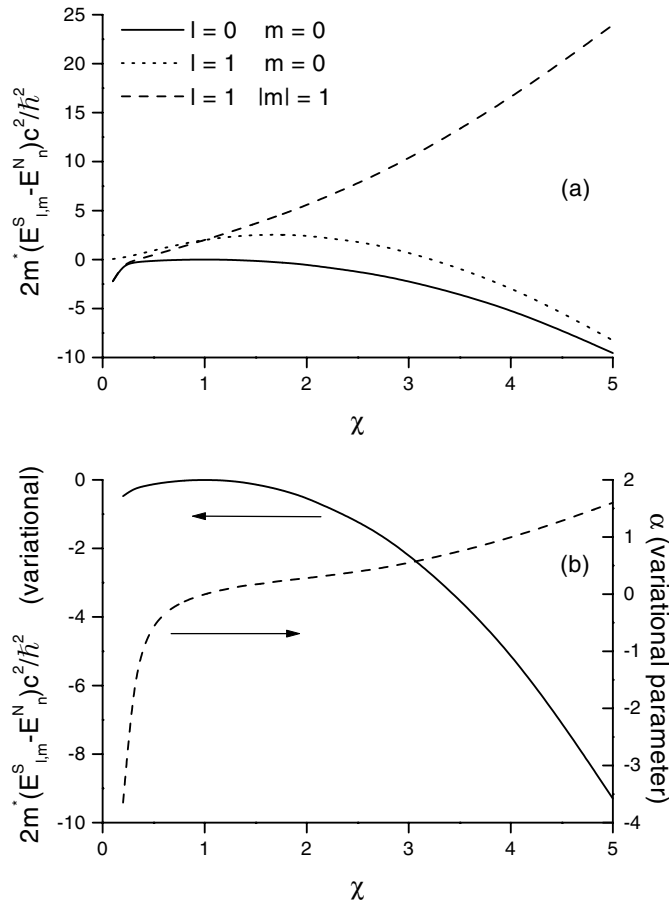 l = 0 m = 0
l = 1 m = 0
l = 1 |m| = 1
(a)
25
20
15
10
5
0
-5
-10
2m*(E^S_{l,m}-E^N_n)c²/ħ²
0 1 2 3 4 5
χ
(b)
0
-2
-4
-6
-8
-10
2m*(E^S_{l,m}-E^N_n)c²/ħ² (variational)
2
1
0
-1
-2
-3
-4
α (variational parameter)
0 1 2 3 4 5
χ